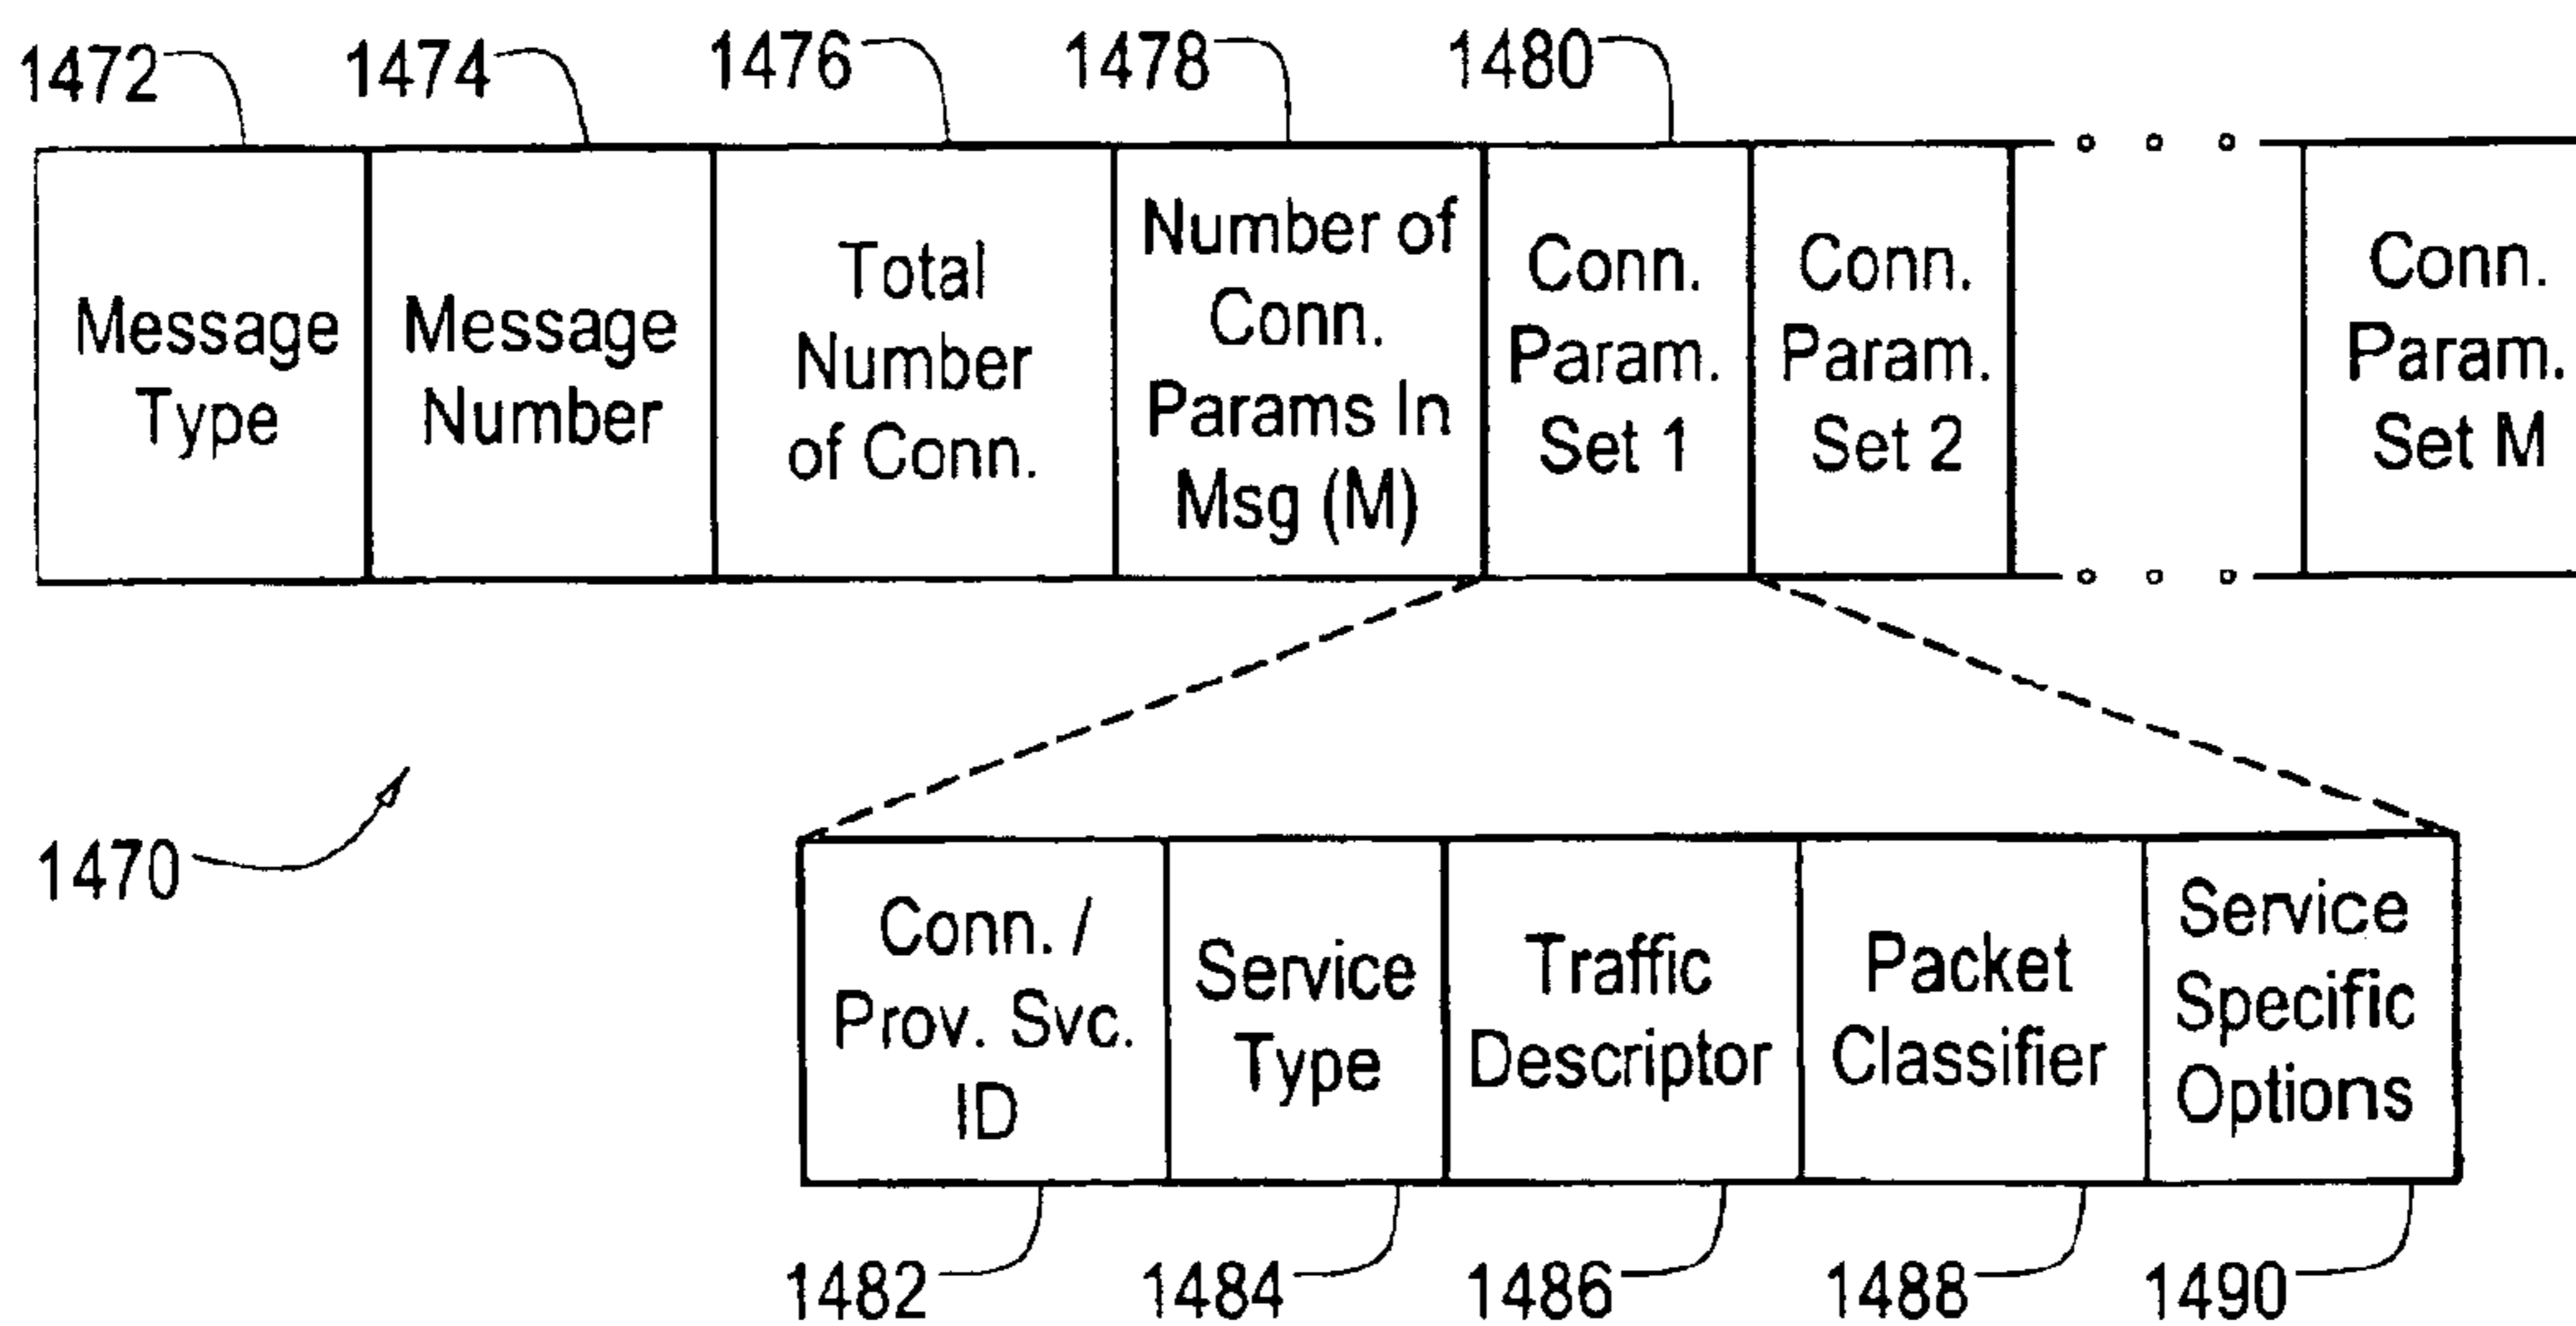 1472
1474
1476
1478
1480
Message
Type
Message
Number
Total
Number
of Conn.
Number of
Conn.
Params In
Msg (M)
Conn.
Param.
Set 1
Conn.
Param.
Set 2
Conn.
Param.
Set M
1470
Conn. /
Prov. Svc.
ID
Service
Type
Traffic
Descriptor
Packet
Classifier
Service
Specific
Options
1482
1484
1486
1488
1490